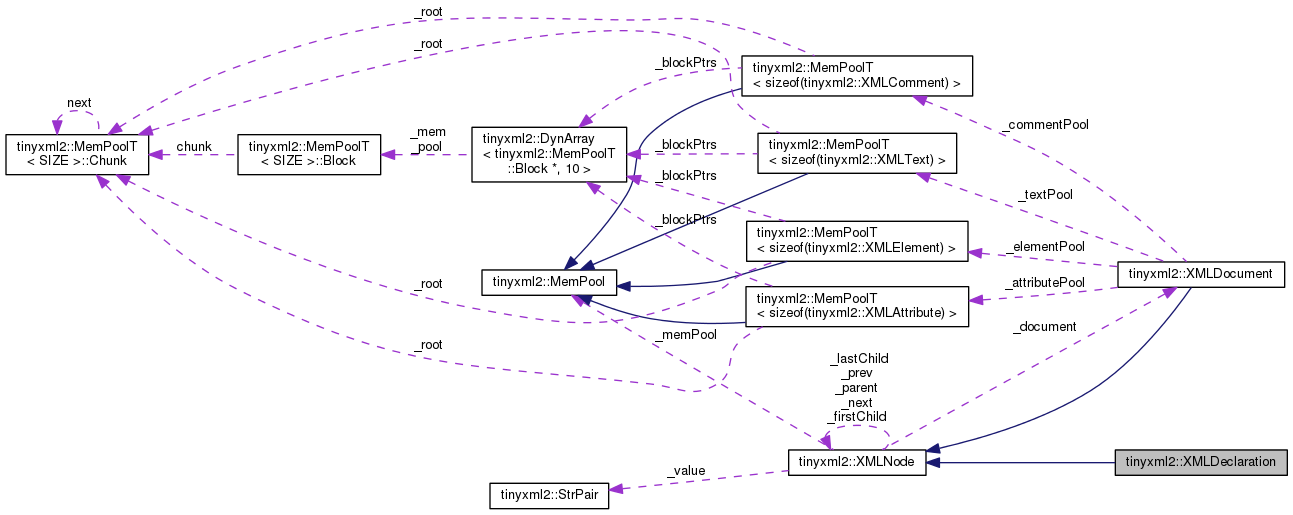 _root
_root
tinyxml2::MemPoolT
< sizeof(tinyxml2::XMLComment) >
_blockPtrs
next
tinyxml2::MemPoolT
< SIZE >::Chunk
chunk
tinyxml2::MemPoolT
< SIZE >::Block
_mem
_pool
tinyxml2::DynArray
< tinyxml2::MemPoolT
::Block *, 10 >
_blockPtrs
tinyxml2::MemPoolT
< sizeof(tinyxml2::XMLText) >
_commentPool
_blockPtrs
_textPool
_blockPtrs
tinyxml2::MemPoolT
< sizeof(tinyxml2::XMLElement) >
_elementPool
tinyxml2::XMLDocument
tinyxml2::MemPool
_root
tinyxml2::MemPoolT
< sizeof(tinyxml2::XMLAttribute) >
_attributePool
_document
_memPool
_root
_lastChild
_prev
_parent
_next
_firstChild
tinyxml2::XMLNode
tinyxml2::XMLDeclaration
_value
tinyxml2::StrPair